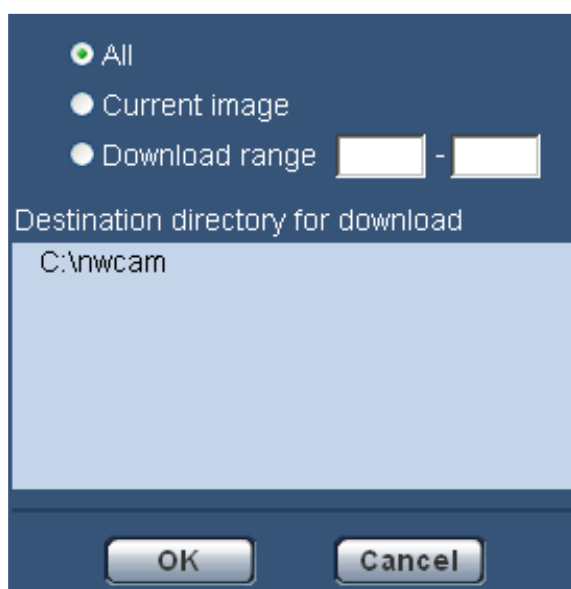 All
Current image
Download range -
Destination directory for download
C:\nwcam
OK Cancel